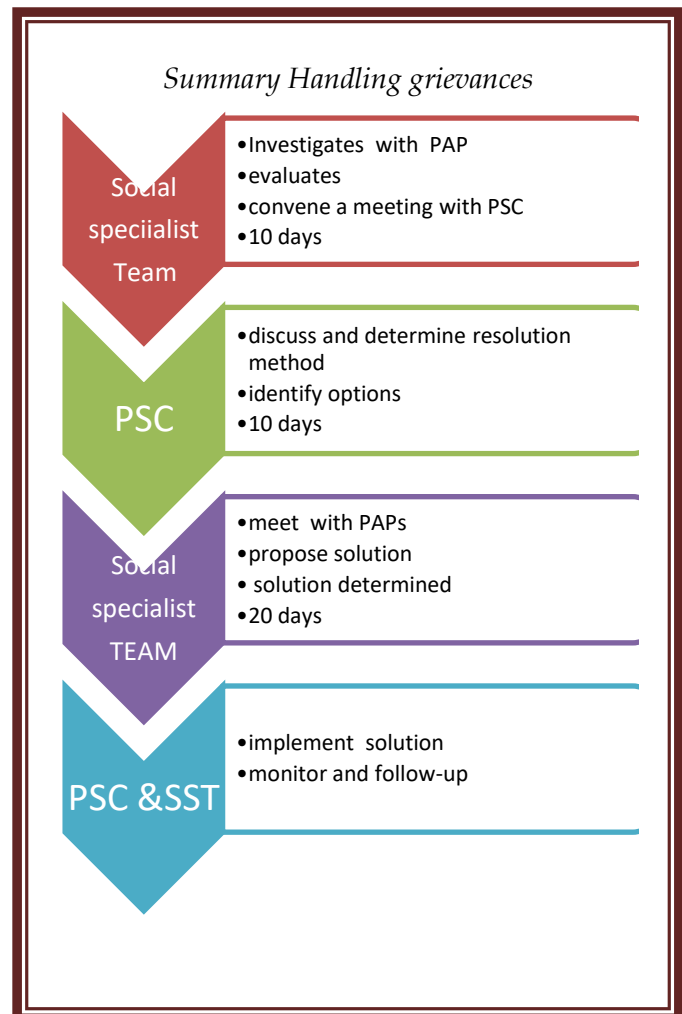 Summary Handling grievances
Social
speciialist
Team
•Investigates with PAP
•evaluates
•convene a meeting with PSC
•10 days
PSC
•discuss and determine resolution
method
•identify options
•10 days
Social
specialist
TEAM
•meet with PAPs
•propose solution
• solution determined
•20 days
PSC &SST
•implement solution
•monitor and follow-up